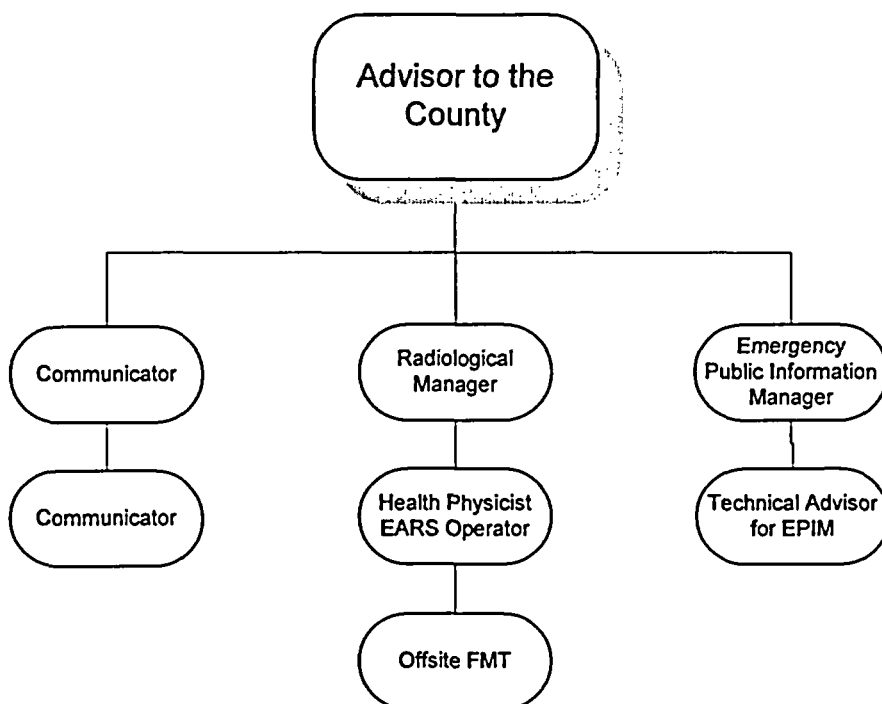 Advisor to the
County
Communicator
Radiological
Manager
Emergency
Public Information
Manager
Communicator
Health Physicist
EARS Operator
Technical Advisor
for EPIM
Offsite FMT